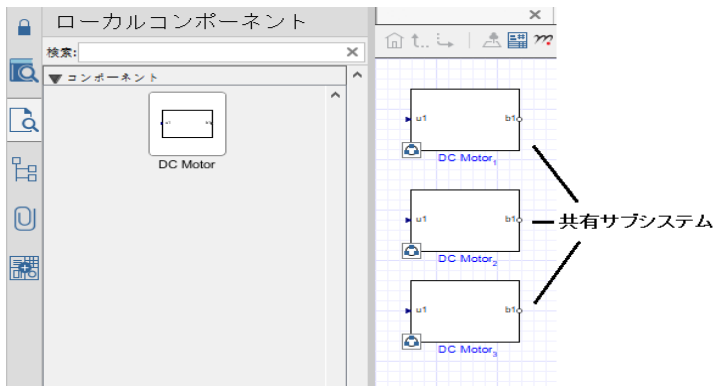 ローカルコンポーネント
検索:
コンポーネント
u1 b1
DC Motor
u1 b1
DC Motor1
u1 b1
DC Motor2
u1 b1
DC Motor3
共有サブシステム